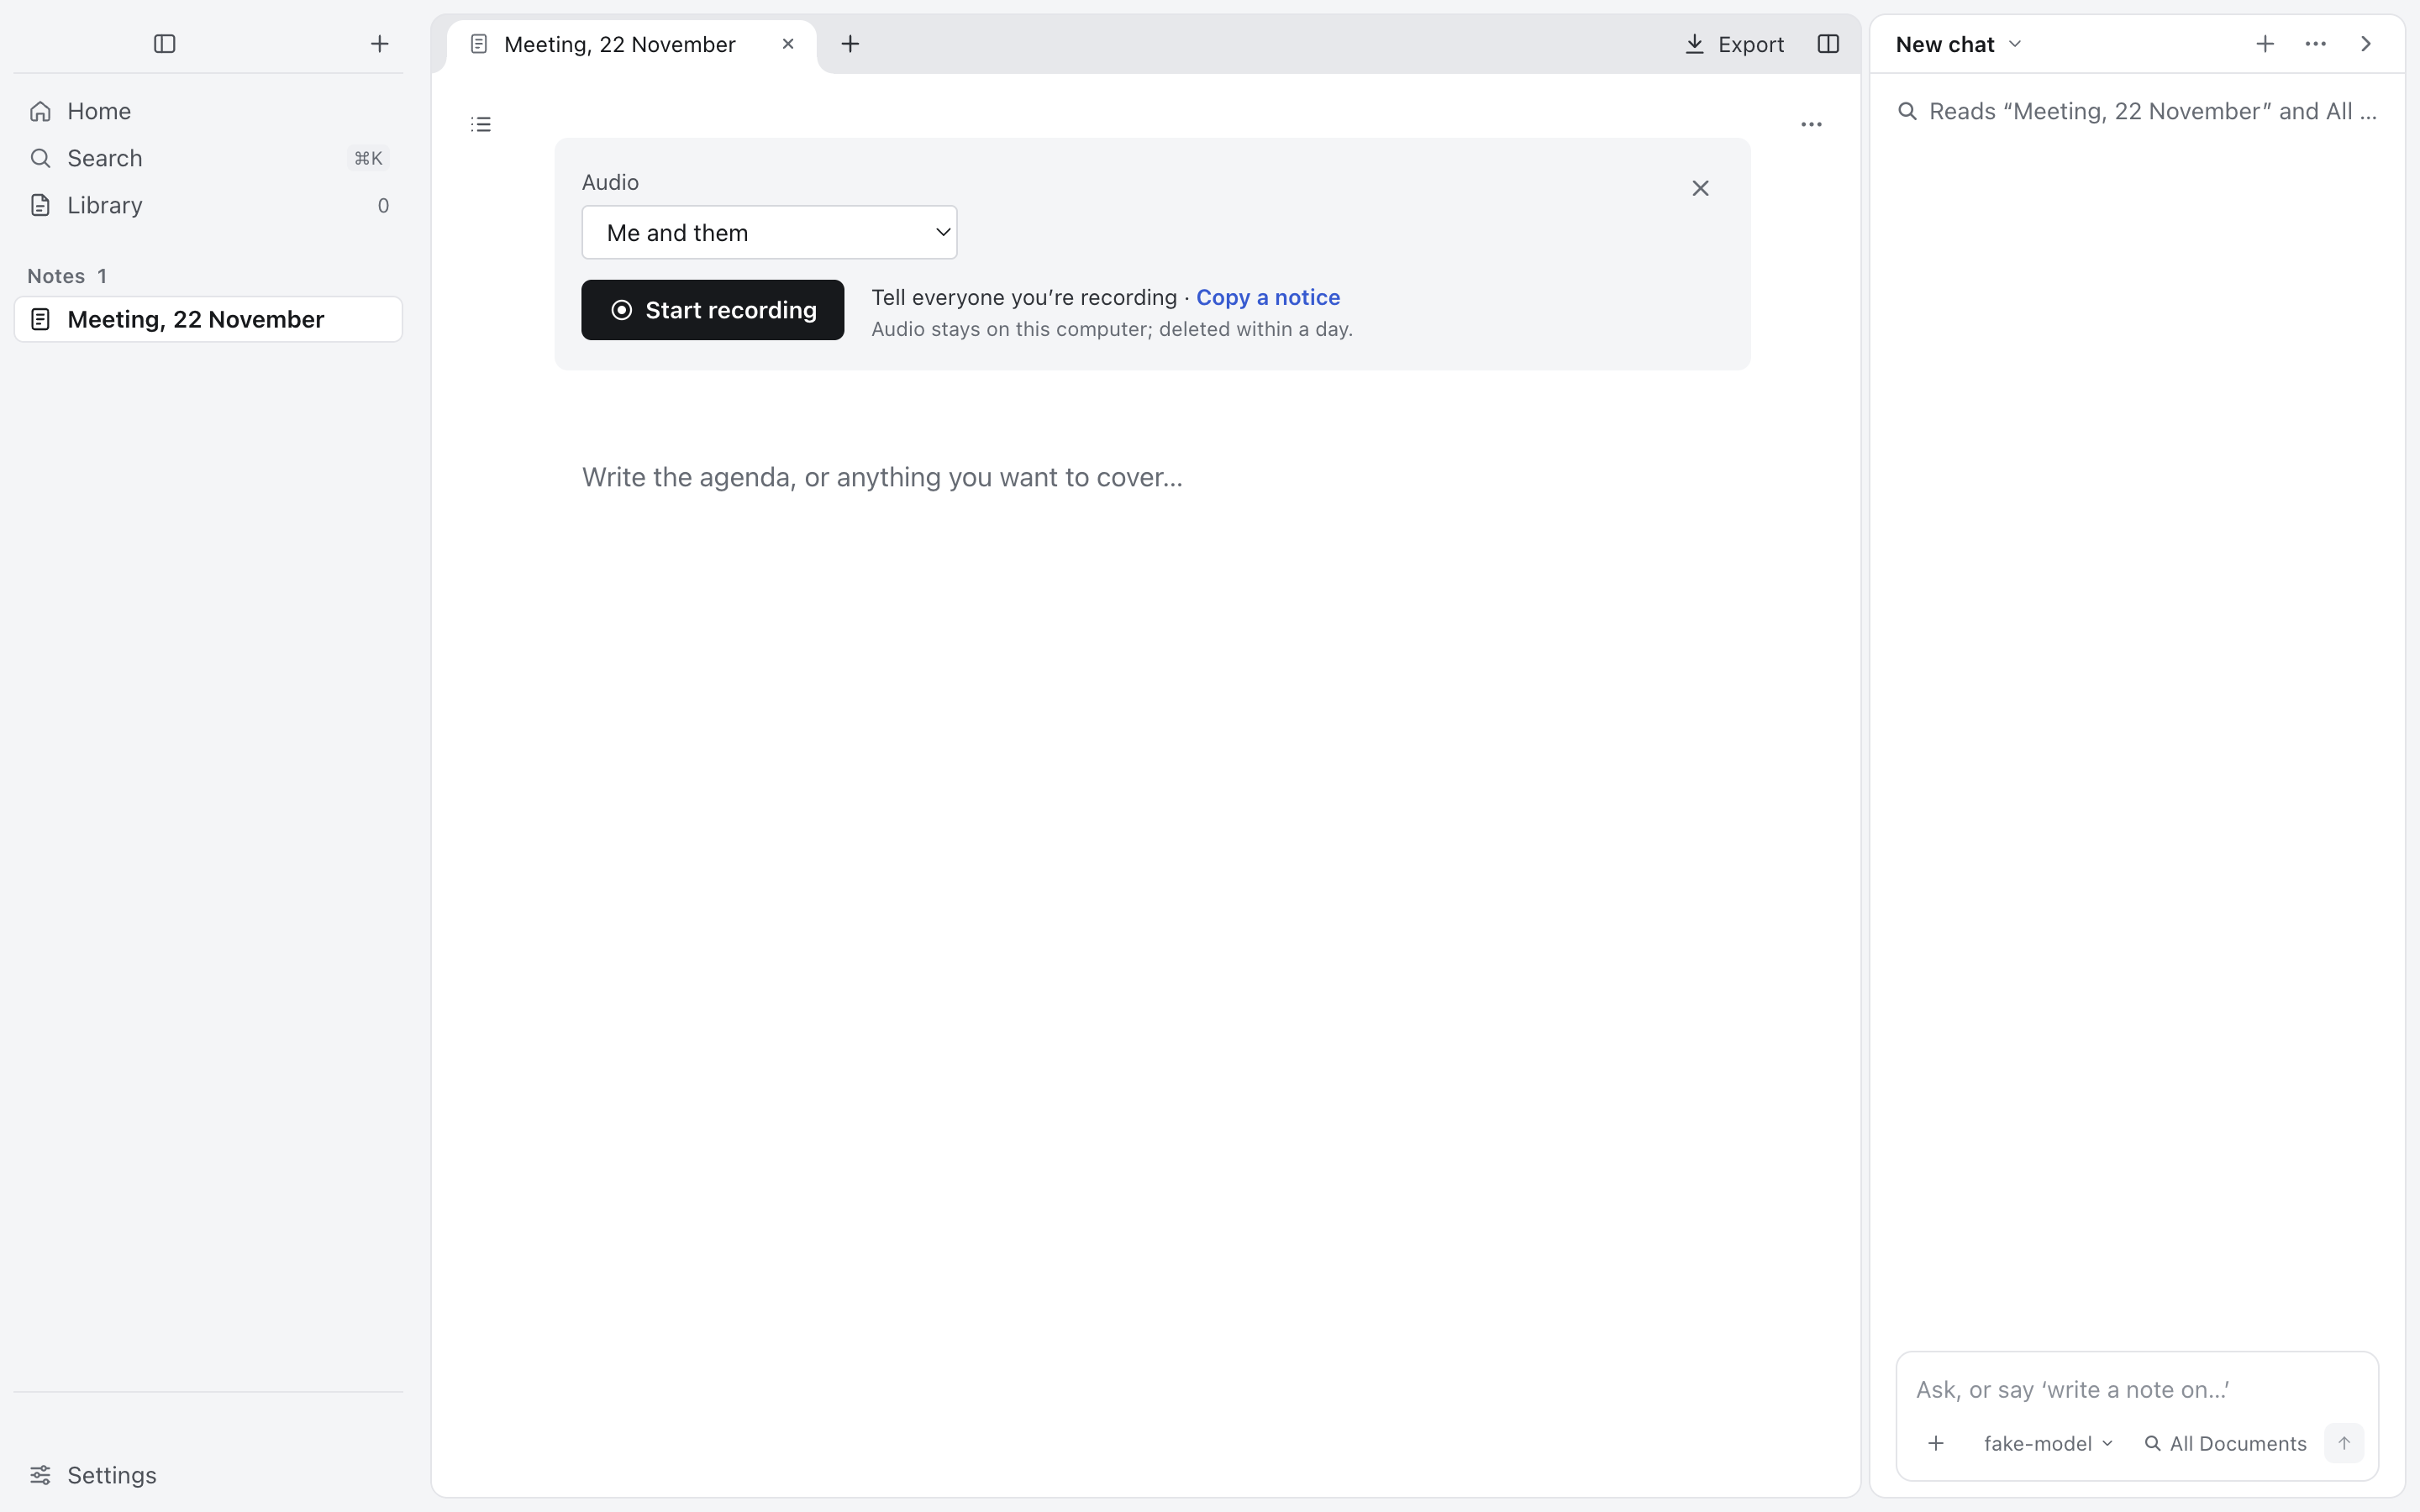 Home
Search ⌘K
Library 0
Notes 1
Meeting, 22 November
Settings
Meeting, 22 November
Export
Audio
Me and them
Start recording
Tell everyone you’re recording · Copy a notice
Audio stays on this computer; deleted within a day.
Write the agenda, or anything you want to cover…
New chat
Reads “Meeting, 22 November” and All …
Ask, or say ‘write a note on…’
fake-model
All Documents